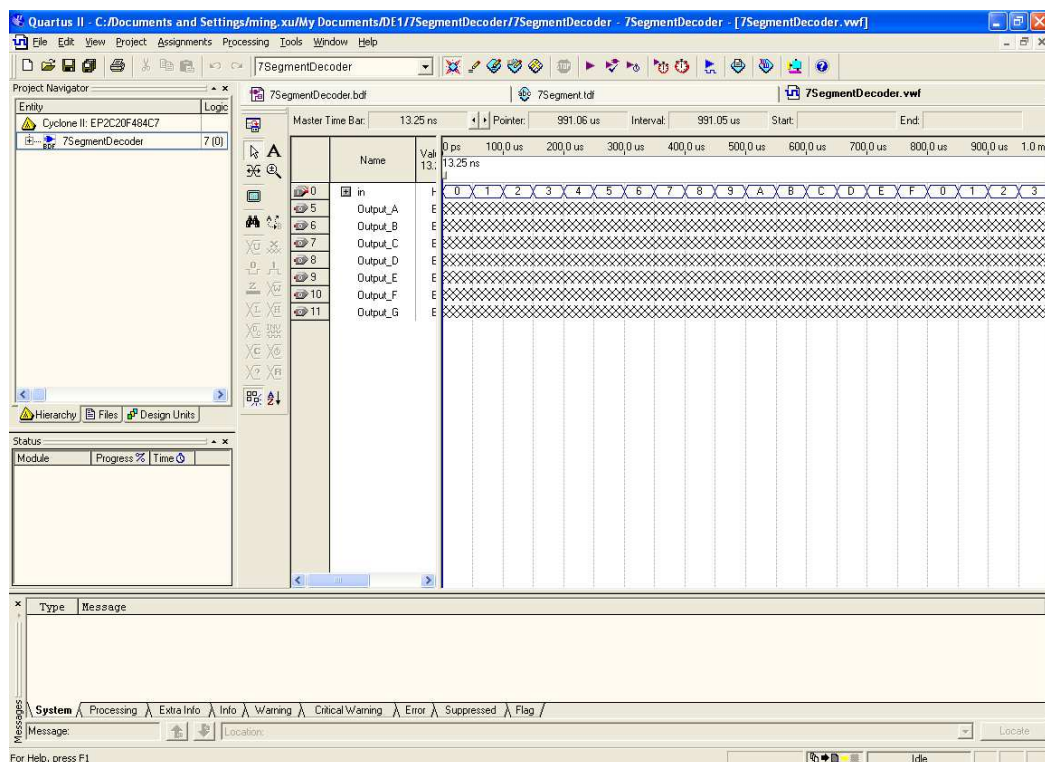 Quartus II - C:/Documents and Settings/ming.xu/My Documents/DE1/7SegmentDecoder/7SegmentDecoder - 7SegmentDecoder - [7SegmentDecoder.vwf]
File Edit View Project Assignments Processing Tools Window Help
7SegmentDecoder
Project Navigator
Entity Logic
Cyclone II: EP2C20F484C7
7SegmentDecoder 7 (0)
Hierarchy Files Design Units
Status
Module Progress % Time
7SegmentDecoder.bdf 7Segment.tdf 7SegmentDecoder.vwf
Master Time Bar: 13.25 ns Pointer: 991.06 us Interval: 991.05 us Start: End:
Name Val 13.: 0 ps 100.0 us 200.0 us 300.0 us 400.0 us 500.0 us 600.0 us 700.0 us 800.0 us 900.0 us 1.0 m
13.25 ns
0 in H 0 1 2 3 4 5 6 7 8 9 A B C D E F 0 1 2 3
5 Output_A
6 Output_B
7 Output_C
8 Output_D
9 Output_E
10 Output_F
11 Output_G
Type Message
System Processing Extra Info Info Warning Critical Warning Error Suppressed Flag
Messages
Message: Location: Locate
For Help, press F1 Idle